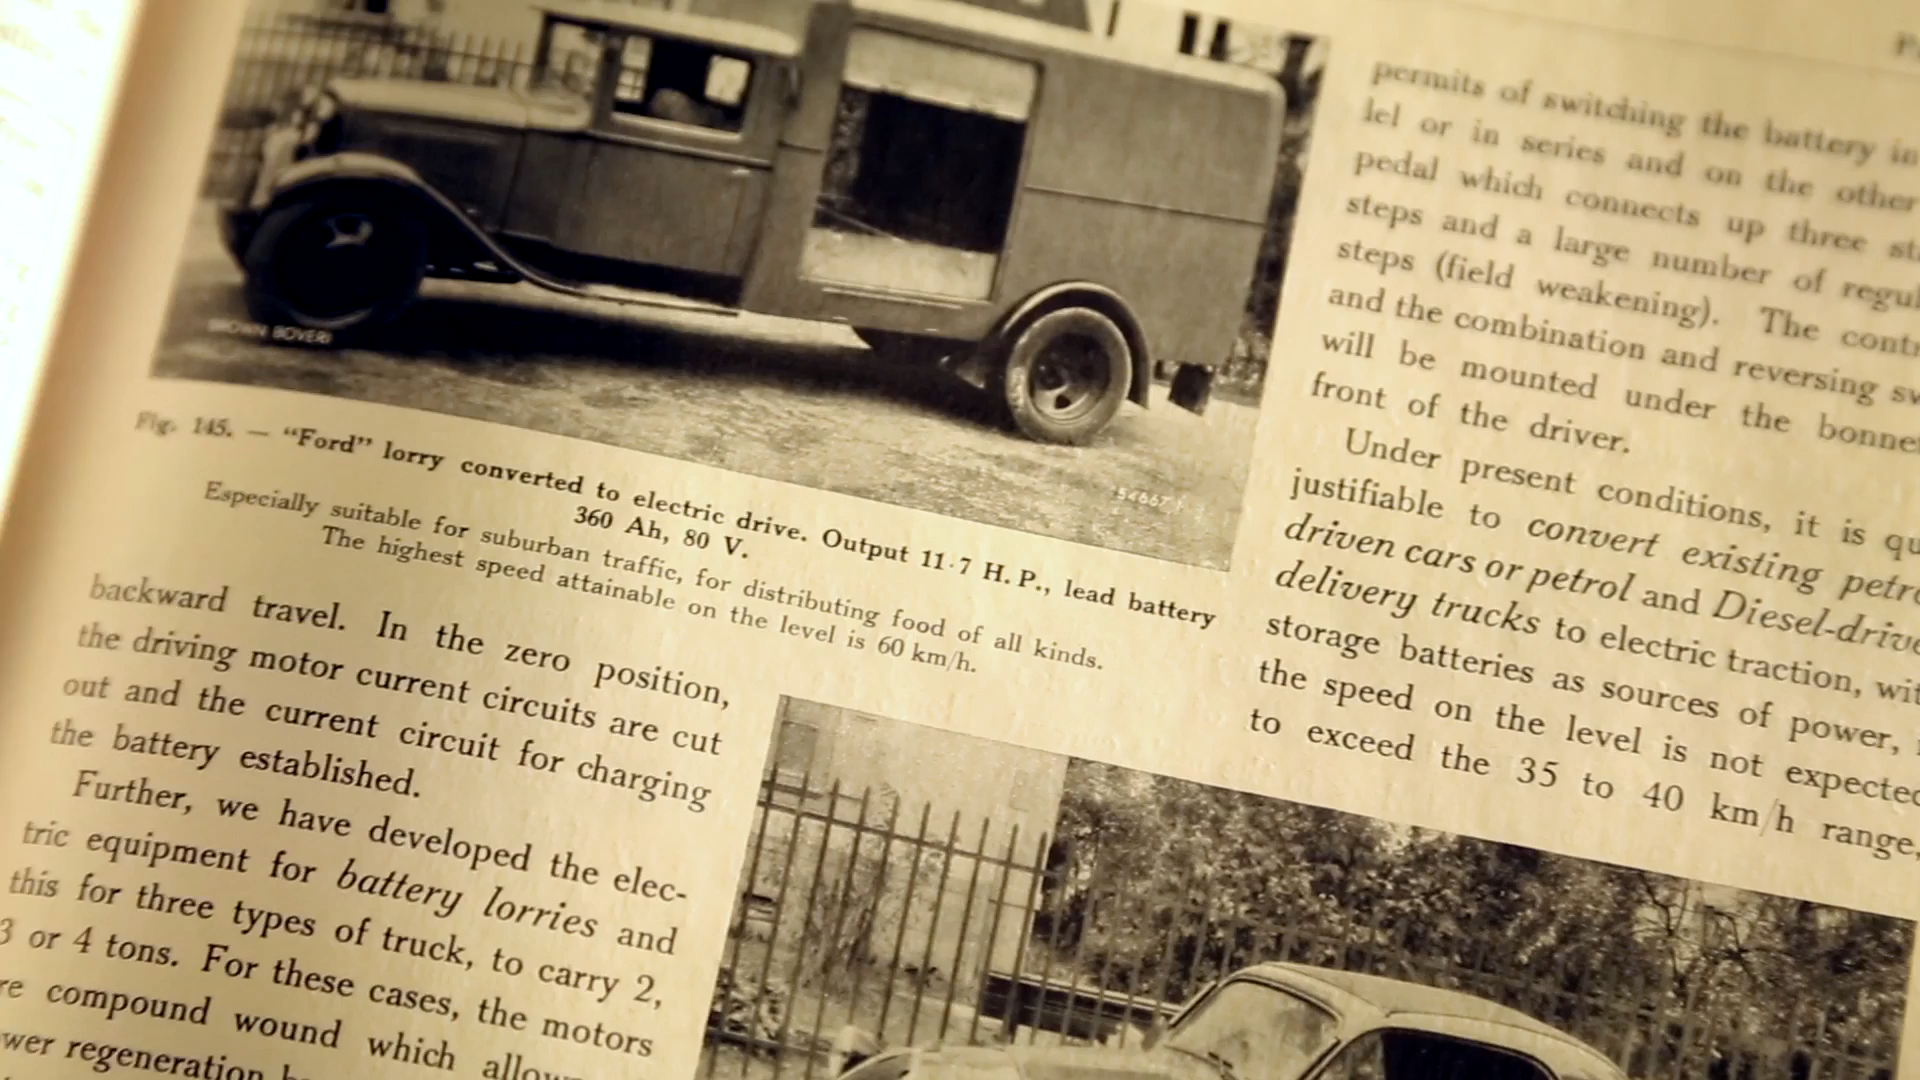 BROWN BOVERI
54667
Fig. 145. — "Ford" lorry converted to electric drive. Output 11·7 H.P., lead battery
360 Ah, 80 V.
Especially suitable for suburban traffic, for distributing food of all kinds.
The highest speed attainable on the level is 60 km/h.
backward travel. In the zero position,
the driving motor current circuits are cut
out and the current circuit for charging
the battery established.
Further, we have developed the elec-
tric equipment for battery lorries and
this for three types of truck, to carry 2,
3 or 4 tons. For these cases, the motors
re compound wound which allow
wer regeneration
permits of switching the battery in
lel or in series and on the other
pedal which connects up three st
steps and a large number of regul
steps (field weakening). The contr
and the combination and reversing sw
will be mounted under the bonnet
front of the driver.
Under present conditions, it is qu
justifiable to convert existing petro
driven cars or petrol and Diesel-drive
delivery trucks to electric traction, wit
storage batteries as sources of power,
the speed on the level is not expected
to exceed the 35 to 40 km/h range,